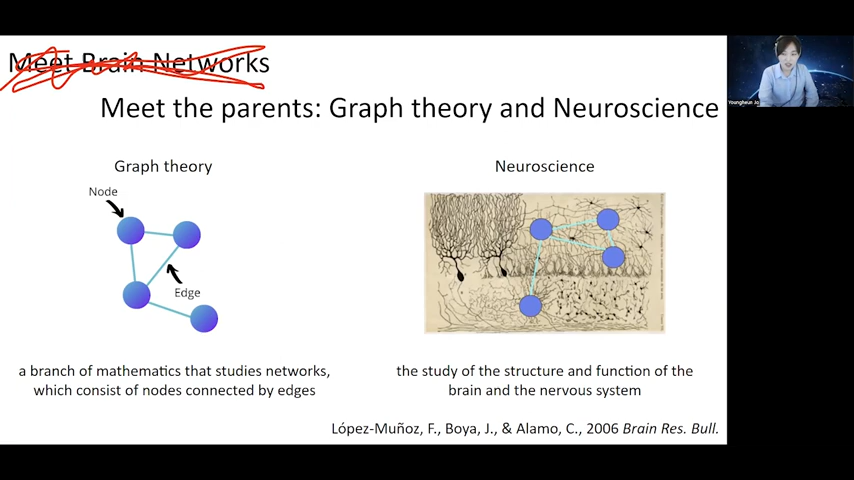 Meet Brain Networks
Meet the parents: Graph theory and Neuroscience
Graph theory
Node
Edge
a branch of mathematics that studies networks,
which consist of nodes connected by edges
Neuroscience
the study of the structure and function of the
brain and the nervous system
López-Muñoz, F., Boya, J., & Alamo, C., 2006 Brain Res. Bull.
Youngheun Jo